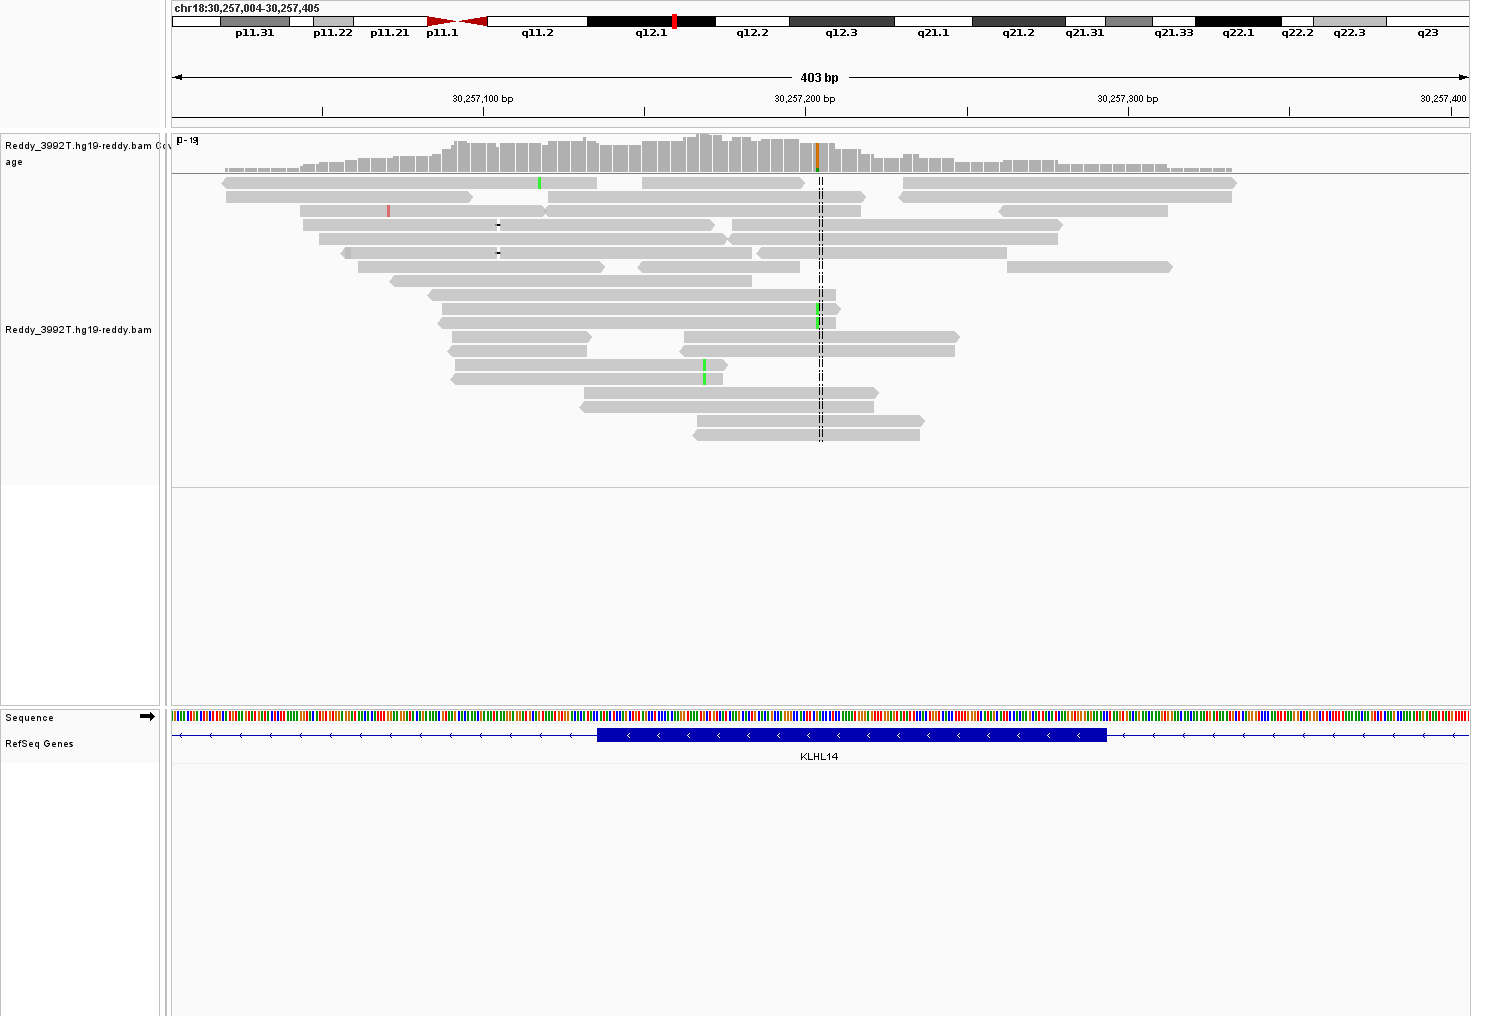 chr18:30,257,004-30,257,405
p11.31 p11.22 p11.21 p11.1 q11.2 q12.1 q12.2 q12.3 q21.1 q21.2 q21.31 q21.33 q22.1 q22.2 q22.3 q23
403 bp
30,257,100 bp 30,257,200 bp 30,257,300 bp 30,257,400
Reddy_3992T.hg19-reddy.bam Cov
age
[0 - 19]
Reddy_3992T.hg19-reddy.bam
Sequence
RefSeq Genes
KLHL14